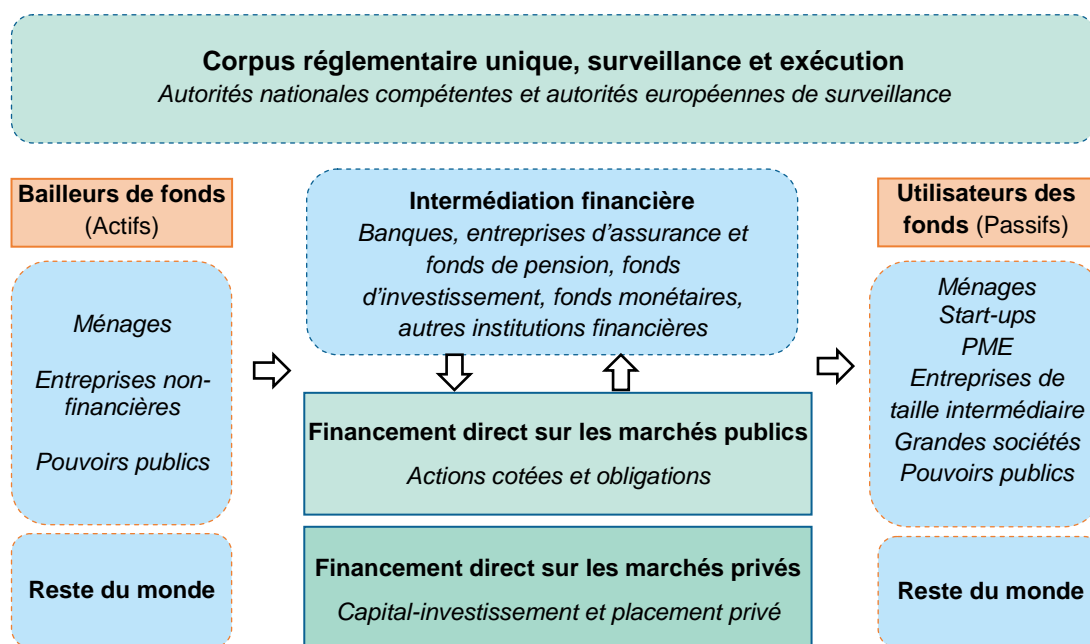 Corpus réglementaire unique, surveillance et exécution
Autorités nationales compétentes et autorités européennes de surveillance
Bailleurs de fonds
(Actifs)
Ménages
Entreprises non-
financières
Pouvoirs publics
Reste du monde
Intermédiation financière
Banques, entreprises d’assurance et
fonds de pension, fonds
d’investissement, fonds monétaires,
autres institutions financières
Financement direct sur les marchés publics
Actions cotées et obligations
Financement direct sur les marchés privés
Capital-investissement et placement privé
Utilisateurs des
fonds (Passifs)
Ménages
Start-ups
PME
Entreprises de
taille intermédiaire
Grandes sociétés
Pouvoirs publics
Reste du monde